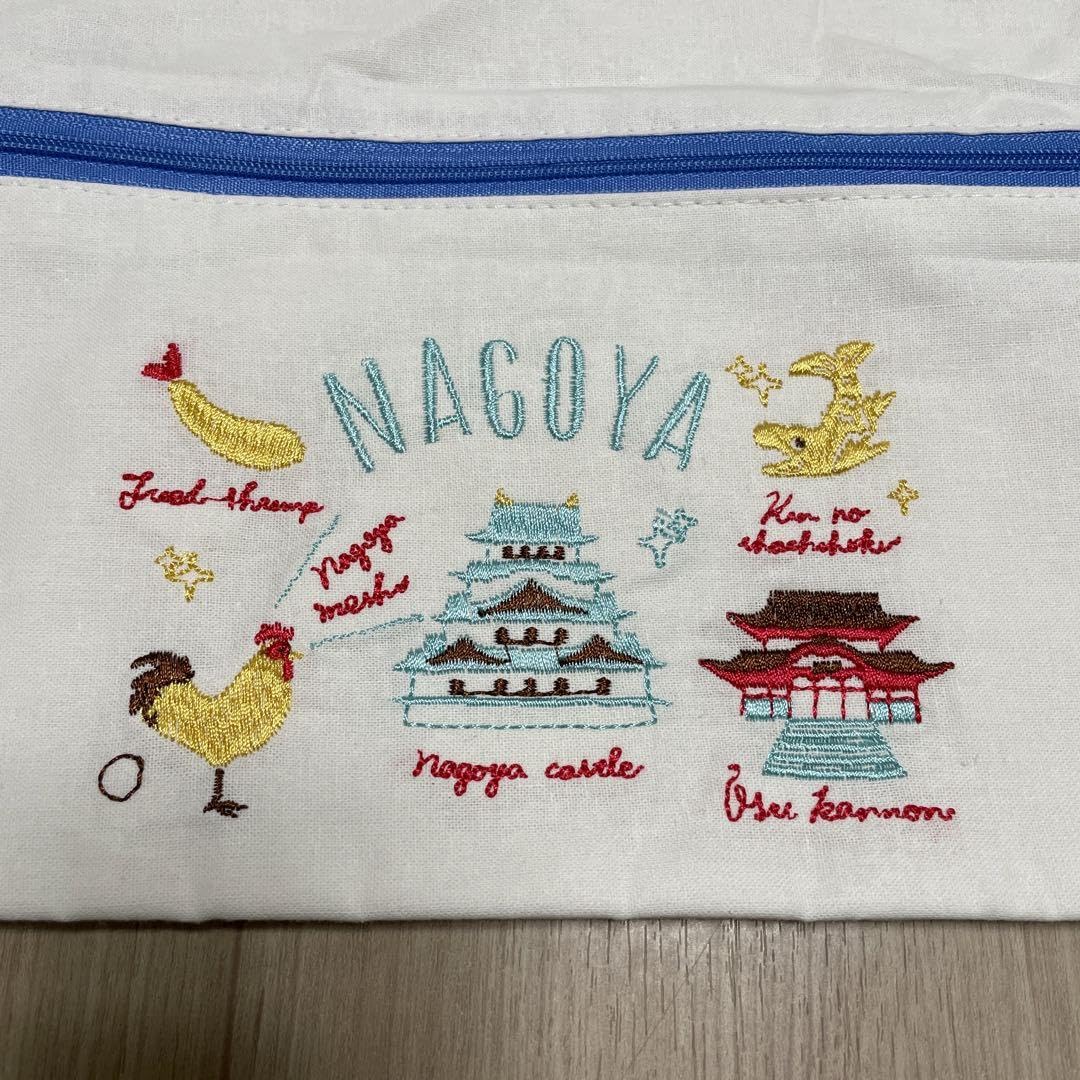 NAGOYA
Fried shrimp
Kin no
shachihoko
Nagoya
meshi
Nagoya castle
Osu kannon